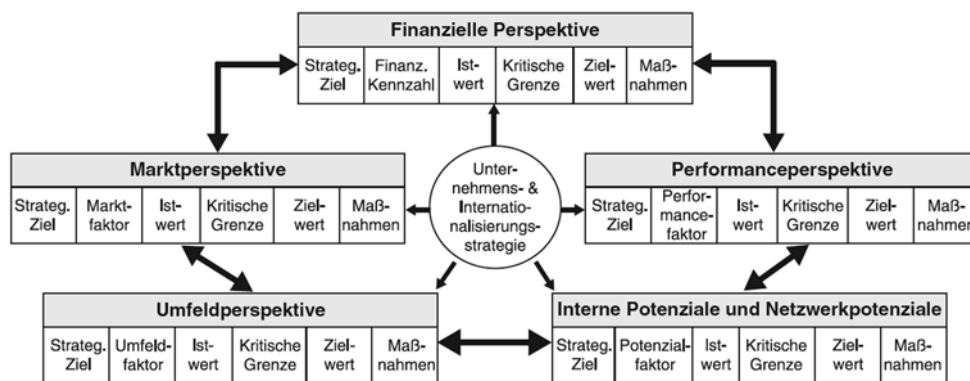 Finanzielle Perspektive
Strateg. Finanz. Ist- Kritische Ziel- Maß-
Ziel Kennzahl wert Grenze wert nahmen
Marktperspektive
Strateg. Markt- Ist- Kritische Ziel- Maß-
Ziel faktor wert Grenze wert nahmen
Unter-
nehmens- &
Internatio-
nalisierungs-
strategie
Performanceperspektive
Strateg. Perfor- Ist- Kritische Ziel- Maß-
Ziel mance- wert Grenze wert nahmen
faktor
Umfeldperspektive
Strateg. Umfeld- Ist- Kritische Ziel- Maß-
Ziel faktor wert Grenze wert nahmen
Interne Potenziale und Netzwerkpotenziale
Strateg. Potenzial- Ist- Kritische Ziel- Maß-
Ziel faktor wert Grenze wert nahmen